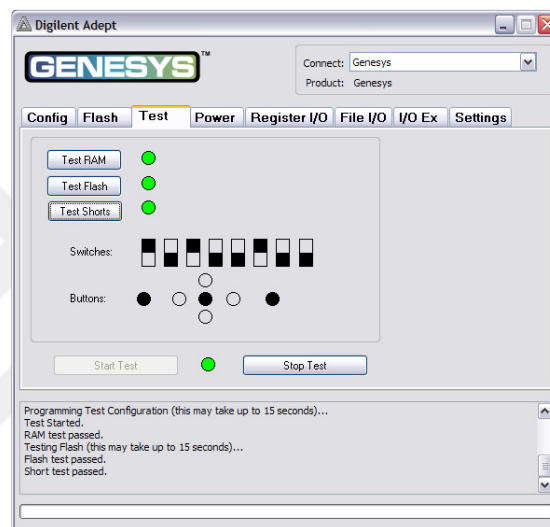 Digilent Adept
GENESYS™
Connect: Genesys
Product: Genesys
Config Flash Test Power Register I/O File I/O I/O Ex Settings
Test RAM
Test Flash
Test Shorts
Switches:
Buttons:
Start Test Stop Test
Programming Test Configuration (this may take up to 15 seconds)...
Test Started.
RAM test passed.
Testing Flash (this may take up to 15 seconds)...
Flash test passed.
Short test passed.